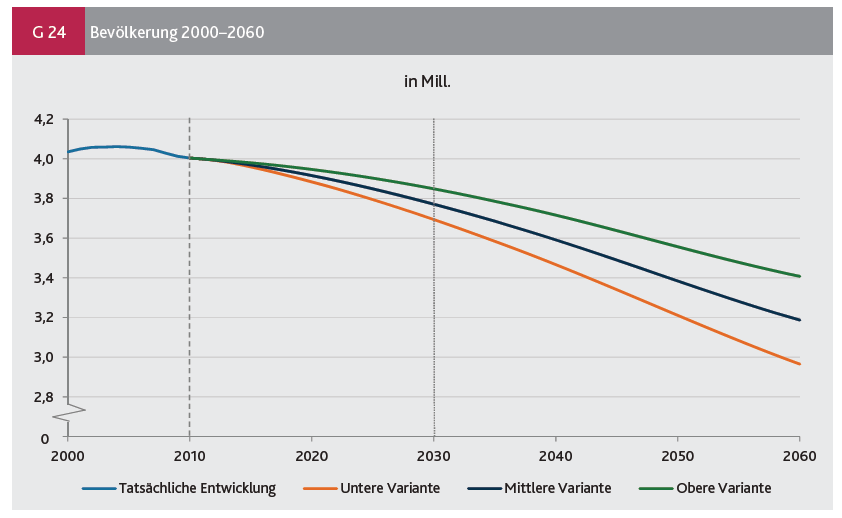 G 24 Bevölkerung 2000–2060
in Mill.
4,2
4,0
3,8
3,6
3,4
3,2
3,0
2,8
0
2000 2010 2020 2030 2040 2050 2060
Tatsächliche Entwicklung Untere Variante Mittlere Variante Obere Variante